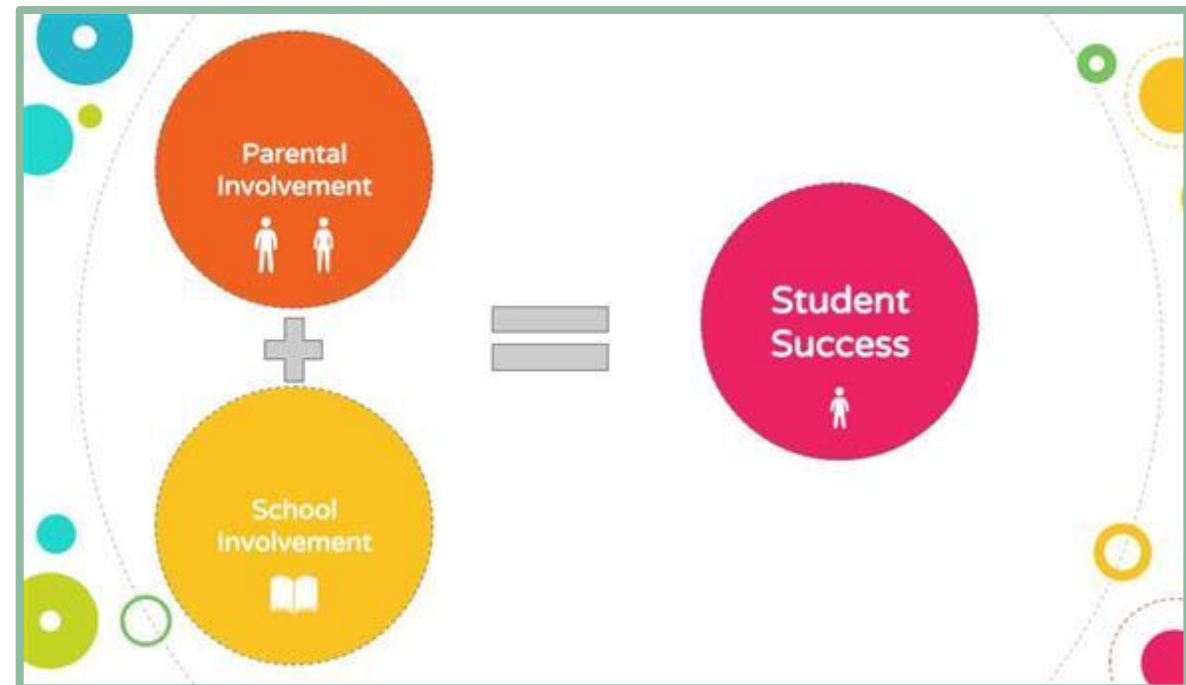 Parental
Involvement
School
Involvement
Student
Success